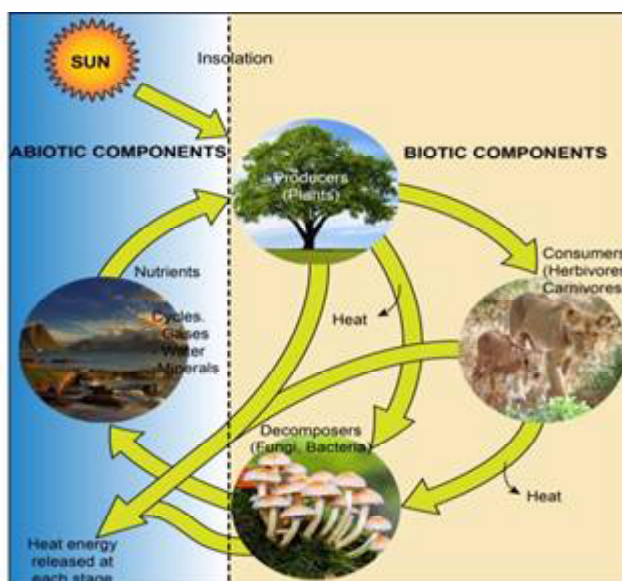 SUN
Insolation
ABIOTIC COMPONENTS
BIOTIC COMPONENTS
Producers
(Plants)
Nutrients
Cycles.
- Gases
- Water
- Minerals
Consumers
(Herbivores
Carnivores
Heat
Decomposers
(Fungi, Bacteria)
Heat
Heat energy
released at
each stage